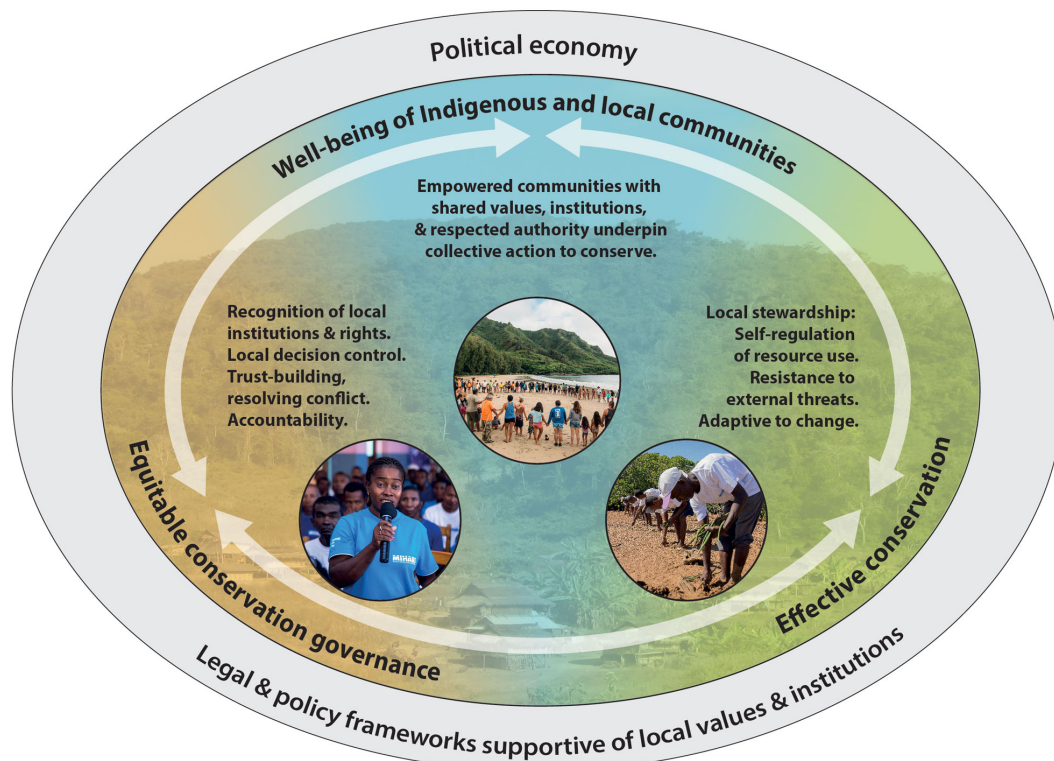 Political economy
Well-being of Indigenous and local communities
Empowered communities with
shared values, institutions,
& respected authority underpin
collective action to conserve.
Recognition of local
institutions & rights.
Local decision control.
Trust-building,
resolving conflict.
Accountability.
Local stewardship:
Self-regulation
of resource use.
Resistance to
external threats.
Adaptive to change.
Equitable conservation governance
Effective conservation
Legal & policy frameworks supportive of local values & institutions